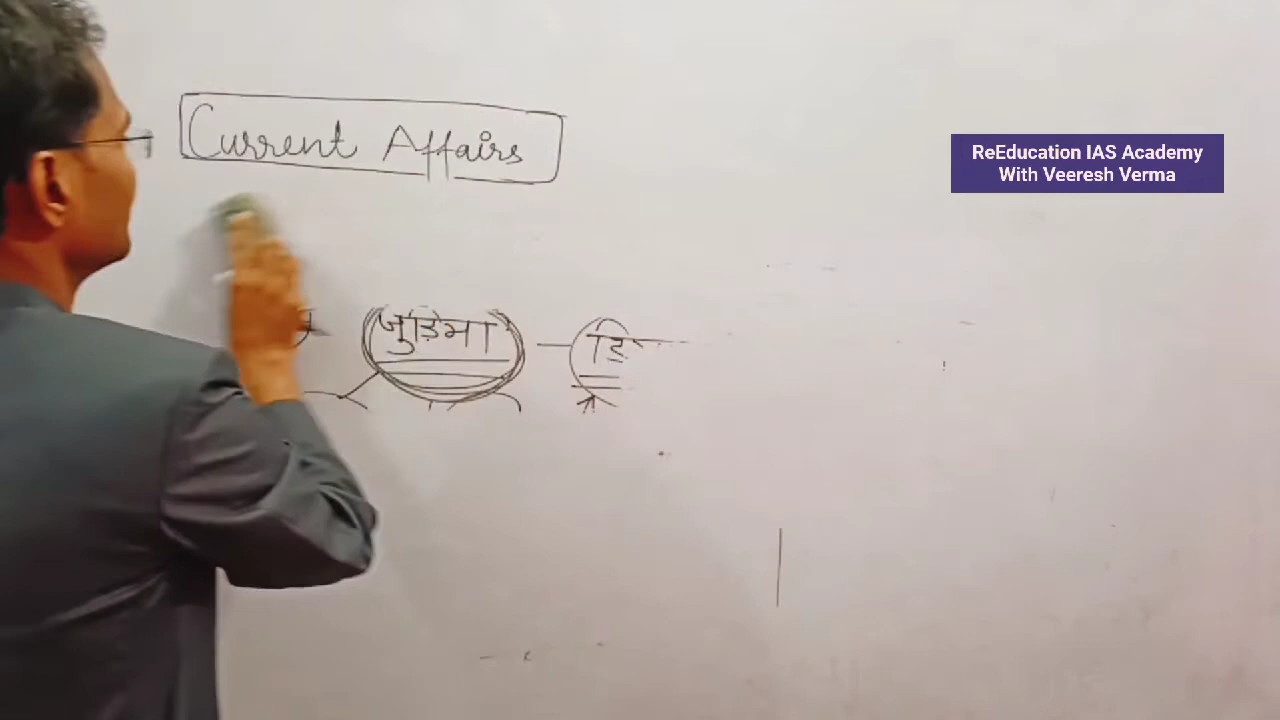 Current Affairs
ReEducation IAS Academy
With Veeresh Verma
जुडिमा
डि